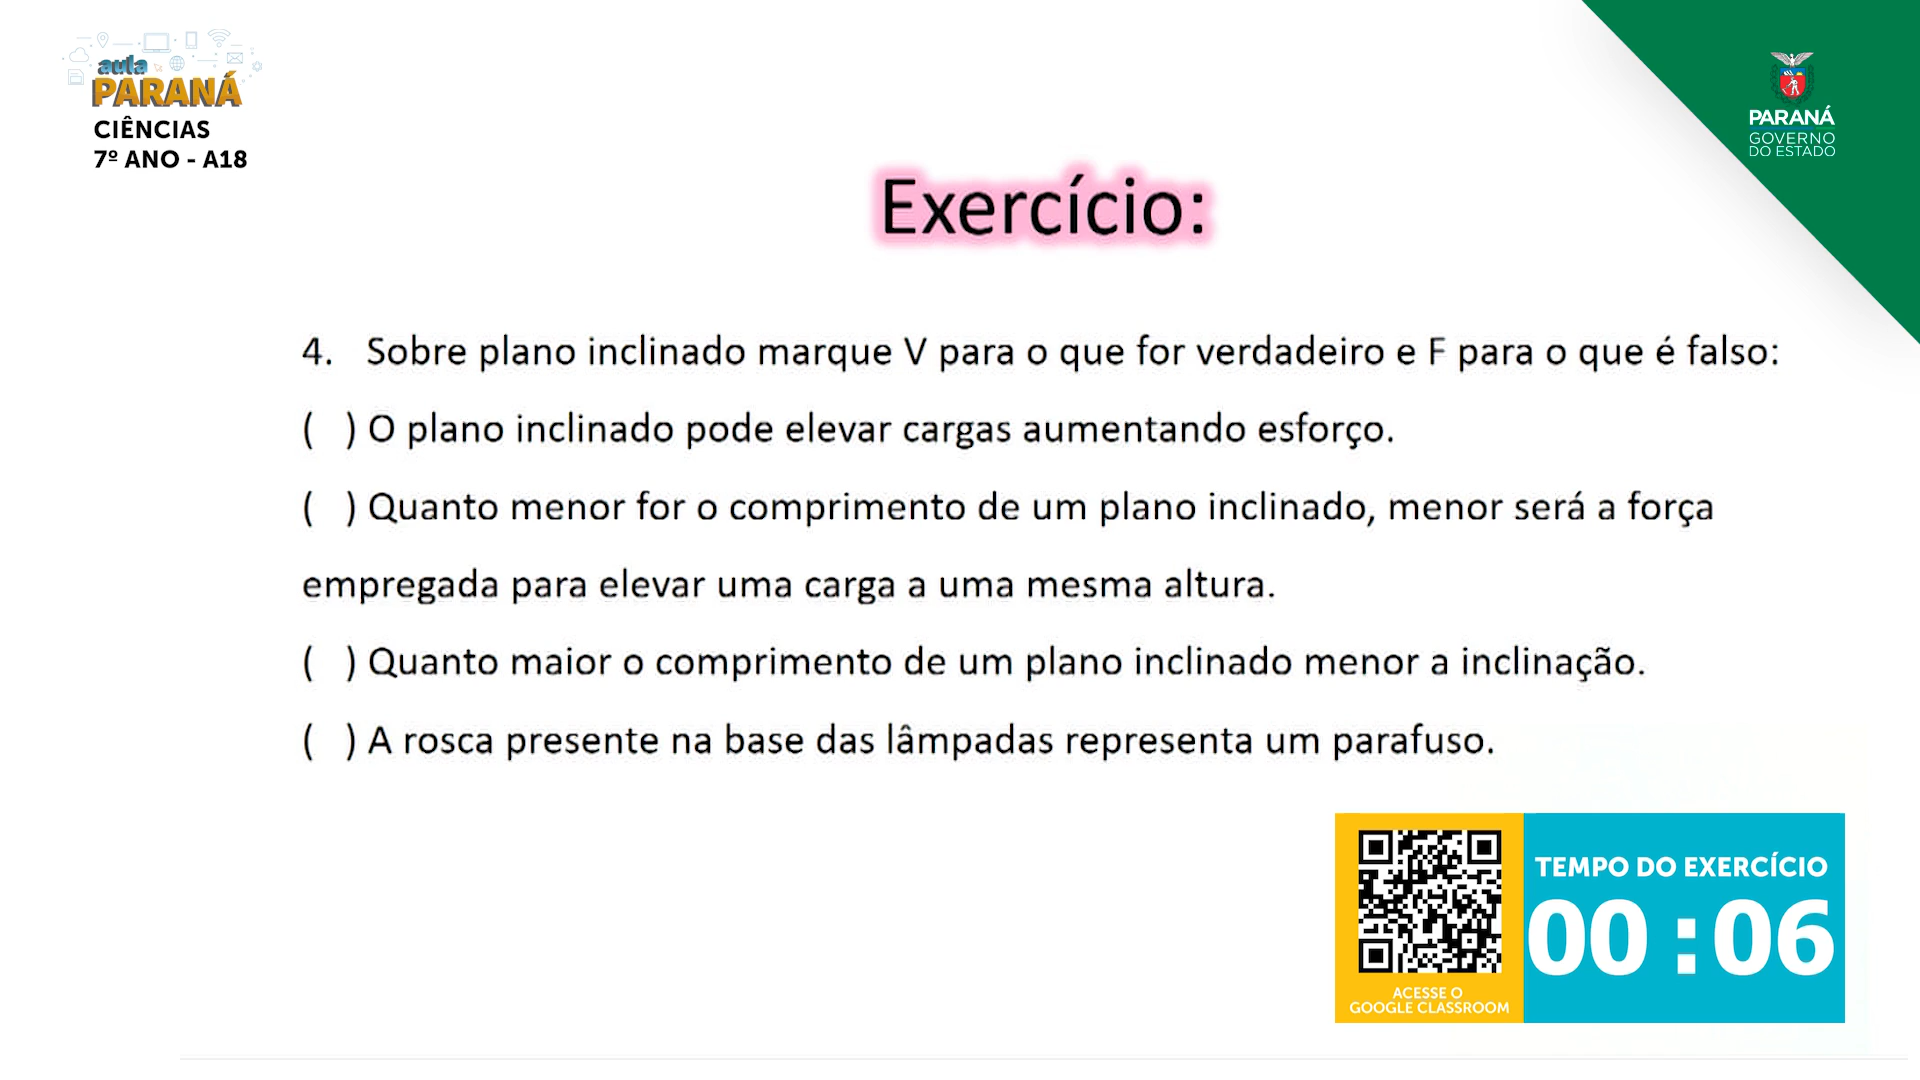 aula
PARANÁ
CIÊNCIAS
7º ANO - A18
PARANÁ
GOVERNO
DO ESTADO
Exercício:
4. Sobre plano inclinado marque V para o que for verdadeiro e F para o que é falso:
( ) O plano inclinado pode elevar cargas aumentando esforço.
( ) Quanto menor for o comprimento de um plano inclinado, menor será a força
empregada para elevar uma carga a uma mesma altura.
( ) Quanto maior o comprimento de um plano inclinado menor a inclinação.
( ) A rosca presente na base das lâmpadas representa um parafuso.
TEMPO DO EXERCÍCIO
00:06
ACESSE O
GOOGLE CLASSROOM